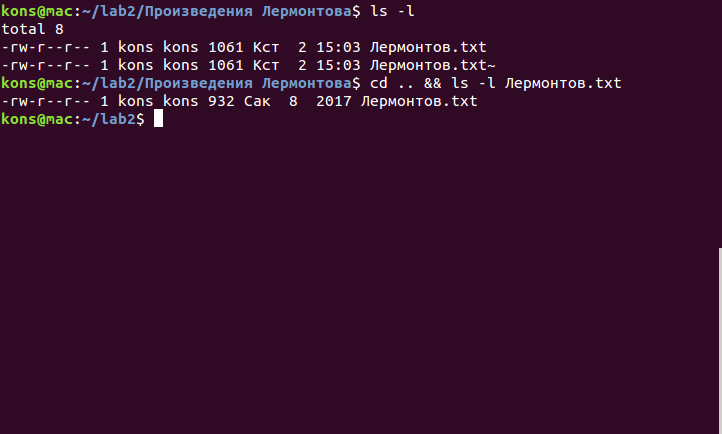 kons@mac:~/lab2/Произведения Лермонтова$ ls -l
total 8
-rw-r--r-- 1 kons kons 1061 Кст  2 15:03 Лермонтов.txt
-rw-r--r-- 1 kons kons 1061 Кст  2 15:03 Лермонтов.txt~
kons@mac:~/lab2/Произведения Лермонтова$ cd .. && ls -l Лермонтов.txt
-rw-r--r-- 1 kons kons 932 Сак  8  2017 Лермонтов.txt
kons@mac:~/lab2$